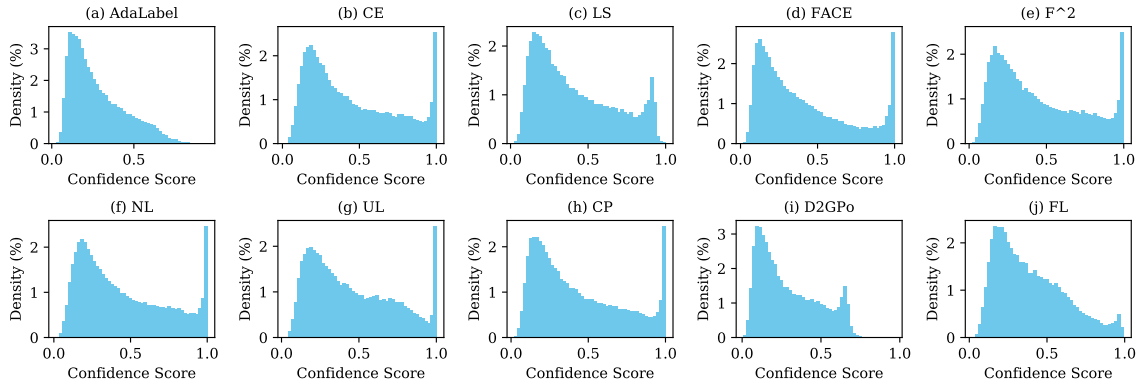 (a) AdaLabel
(b) CE
(c) LS
(d) FACE
(e) F^2
Density (%)
3
2
1
0
0.0
0.5
Confidence Score
Density (%)
2
1
0
0.0
0.5
1.0
Confidence Score
Density (%)
2
1
0
0.0
0.5
1.0
Confidence Score
Density (%)
2
1
0
0.0
0.5
1.0
Confidence Score
Density (%)
2
1
0
0.0
0.5
1.0
Confidence Score
(f) NL
(g) UL
(h) CP
(i) D2GPo
(j) FL
Density (%)
2
1
0
0.0
0.5
1.0
Confidence Score
Density (%)
2
1
0
0.0
0.5
1.0
Confidence Score
Density (%)
2
1
0
0.0
0.5
1.0
Confidence Score
Density (%)
3
2
1
0
0.0
0.5
1.0
Confidence Score
Density (%)
2
1
0
0.0
0.5
1.0
Confidence Score